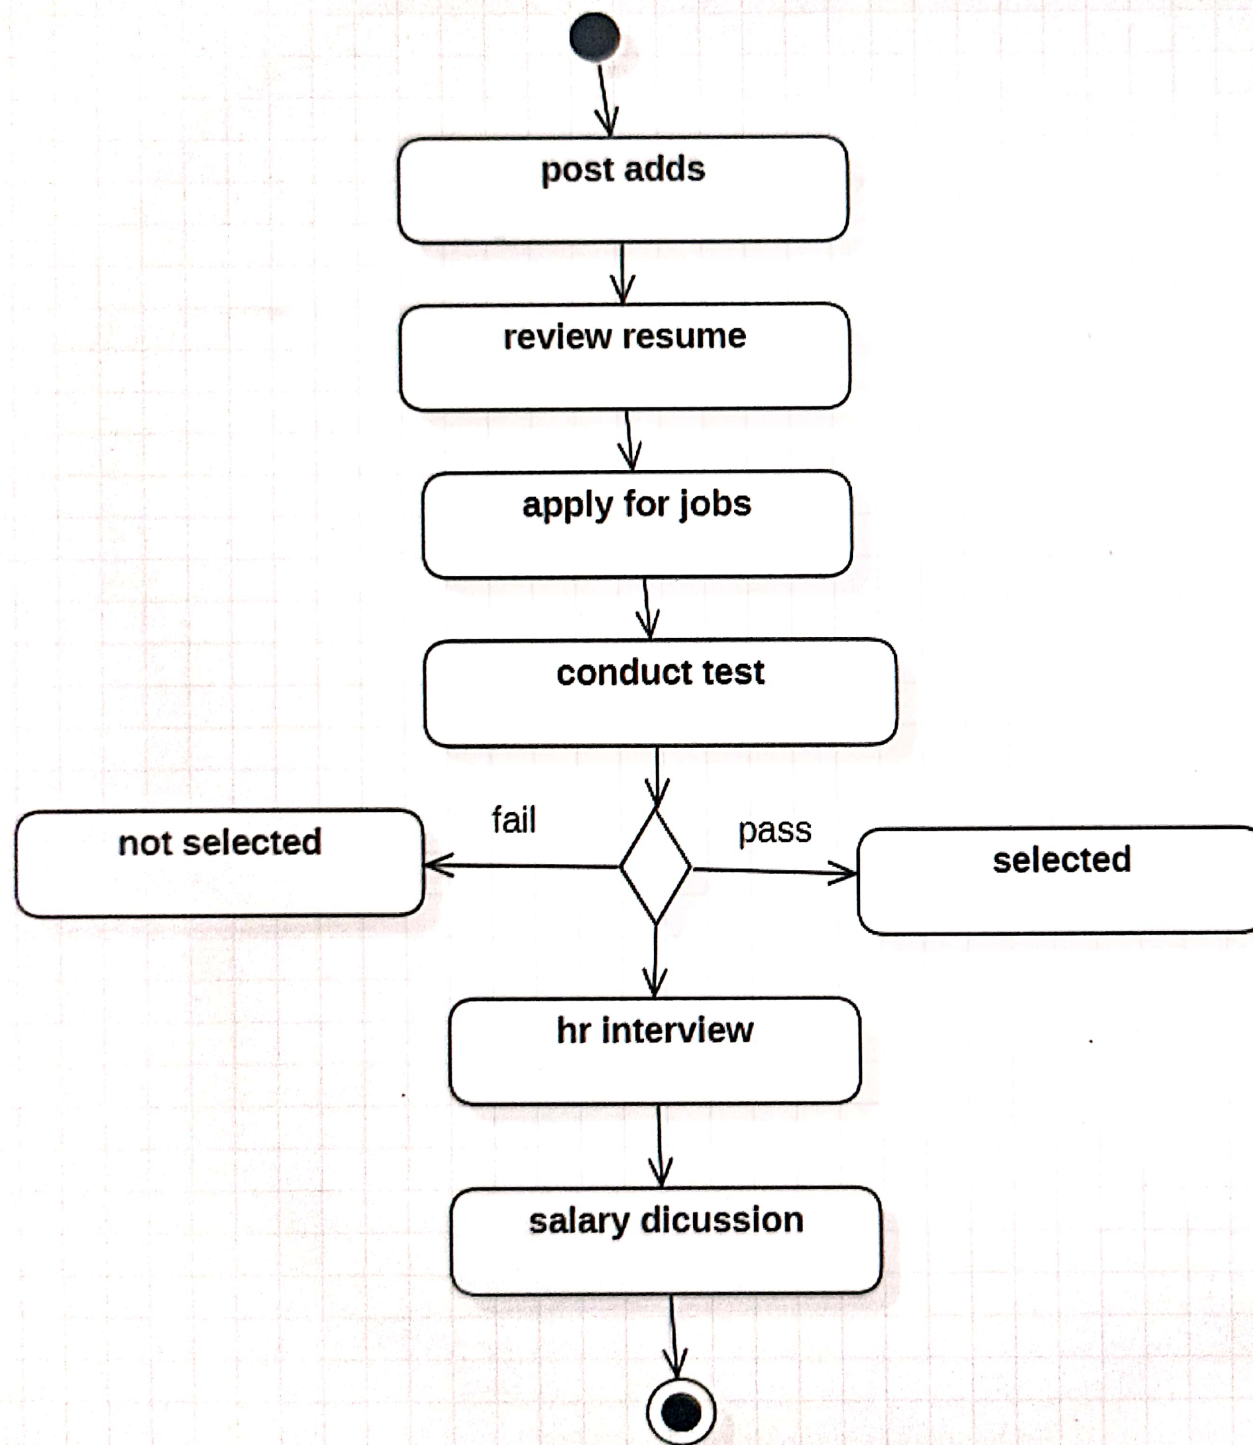 post adds
review resume
apply for jobs
conduct test
fail
pass
not selected
selected
hr interview
salary dicussion